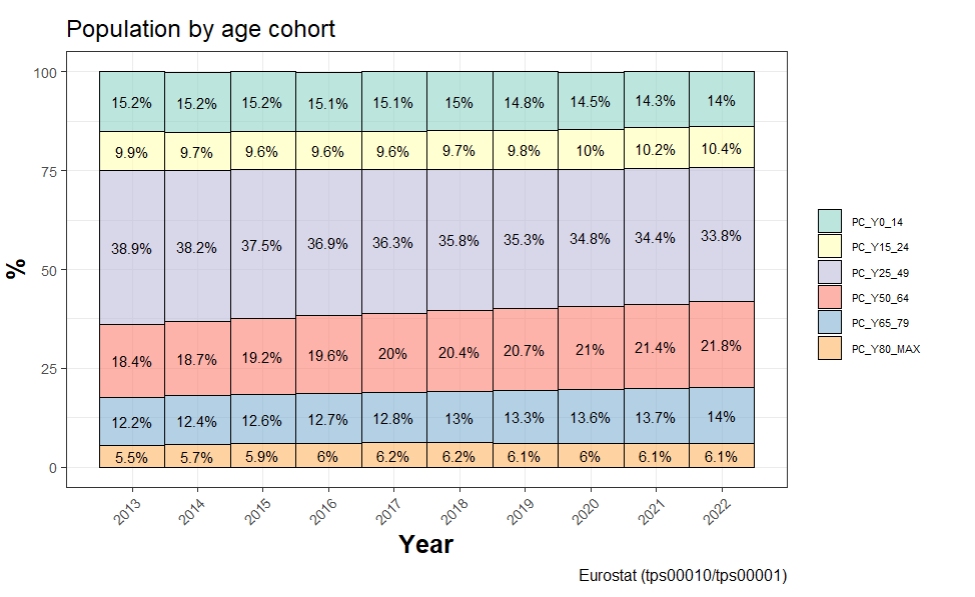 Population by age cohort
100
75
50
25
0
%
15.2% 15.2% 15.2% 15.1% 15.1% 15% 14.8% 14.5% 14.3% 14%
9.9% 9.7% 9.6% 9.6% 9.6% 9.7% 9.8% 10% 10.2% 10.4%
38.9% 38.2% 37.5% 36.9% 36.3% 35.8% 35.3% 34.8% 34.4% 33.8%
18.4% 18.7% 19.2% 19.6% 20% 20.4% 20.7% 21% 21.4% 21.8%
12.2% 12.4% 12.6% 12.7% 12.8% 13% 13.3% 13.6% 13.7% 14%
5.5% 5.7% 5.9% 6% 6.2% 6.2% 6.1% 6% 6.1% 6.1%
2013 2014 2015 2016 2017 2018 2019 2020 2021 2022
Year
PC_Y0_14
PC_Y15_24
PC_Y25_49
PC_Y50_64
PC_Y65_79
PC_Y80_MAX
Eurostat (tps00010/tps00001)